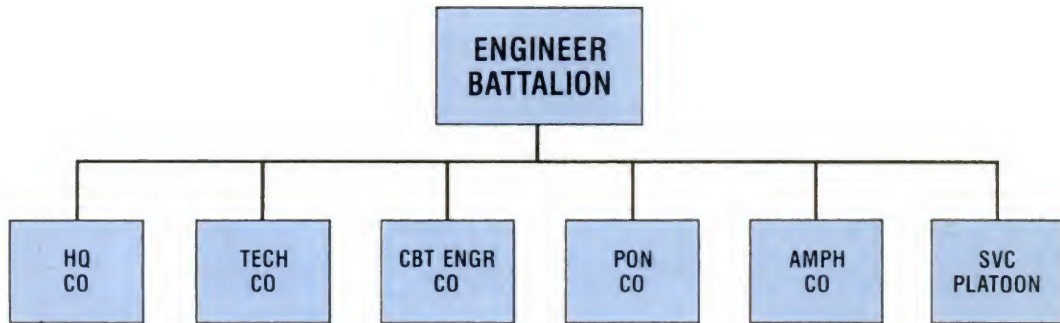 ENGINEER
BATTALION
HQ
CO
TECH
CO
CBT ENGR
CO
PON
CO
AMPH
CO
SVC
PLATOON